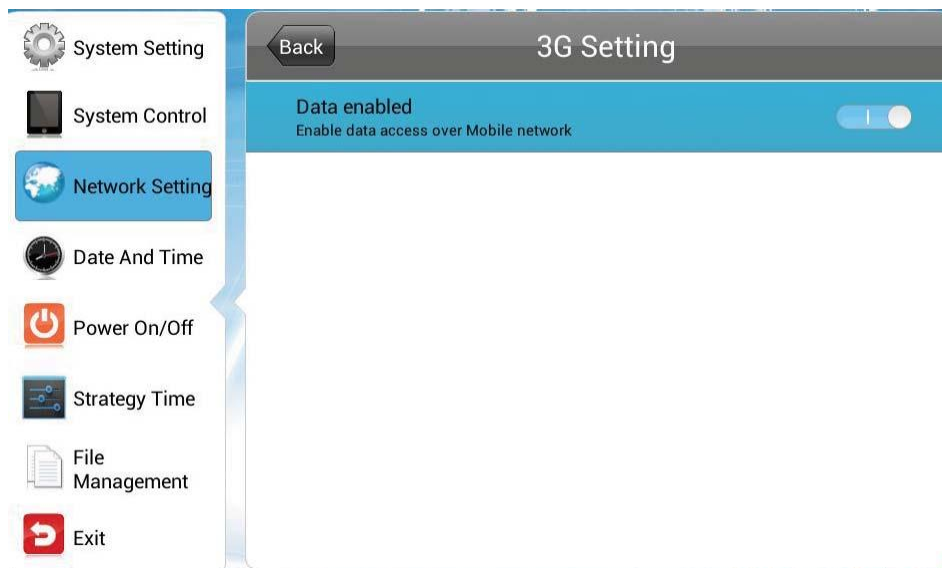 System Setting
System Control
Network Setting
Date And Time
Power On/Off
Strategy Time
File
Management
Exit
Back
3G Setting
Data enabled
Enable data access over Mobile network